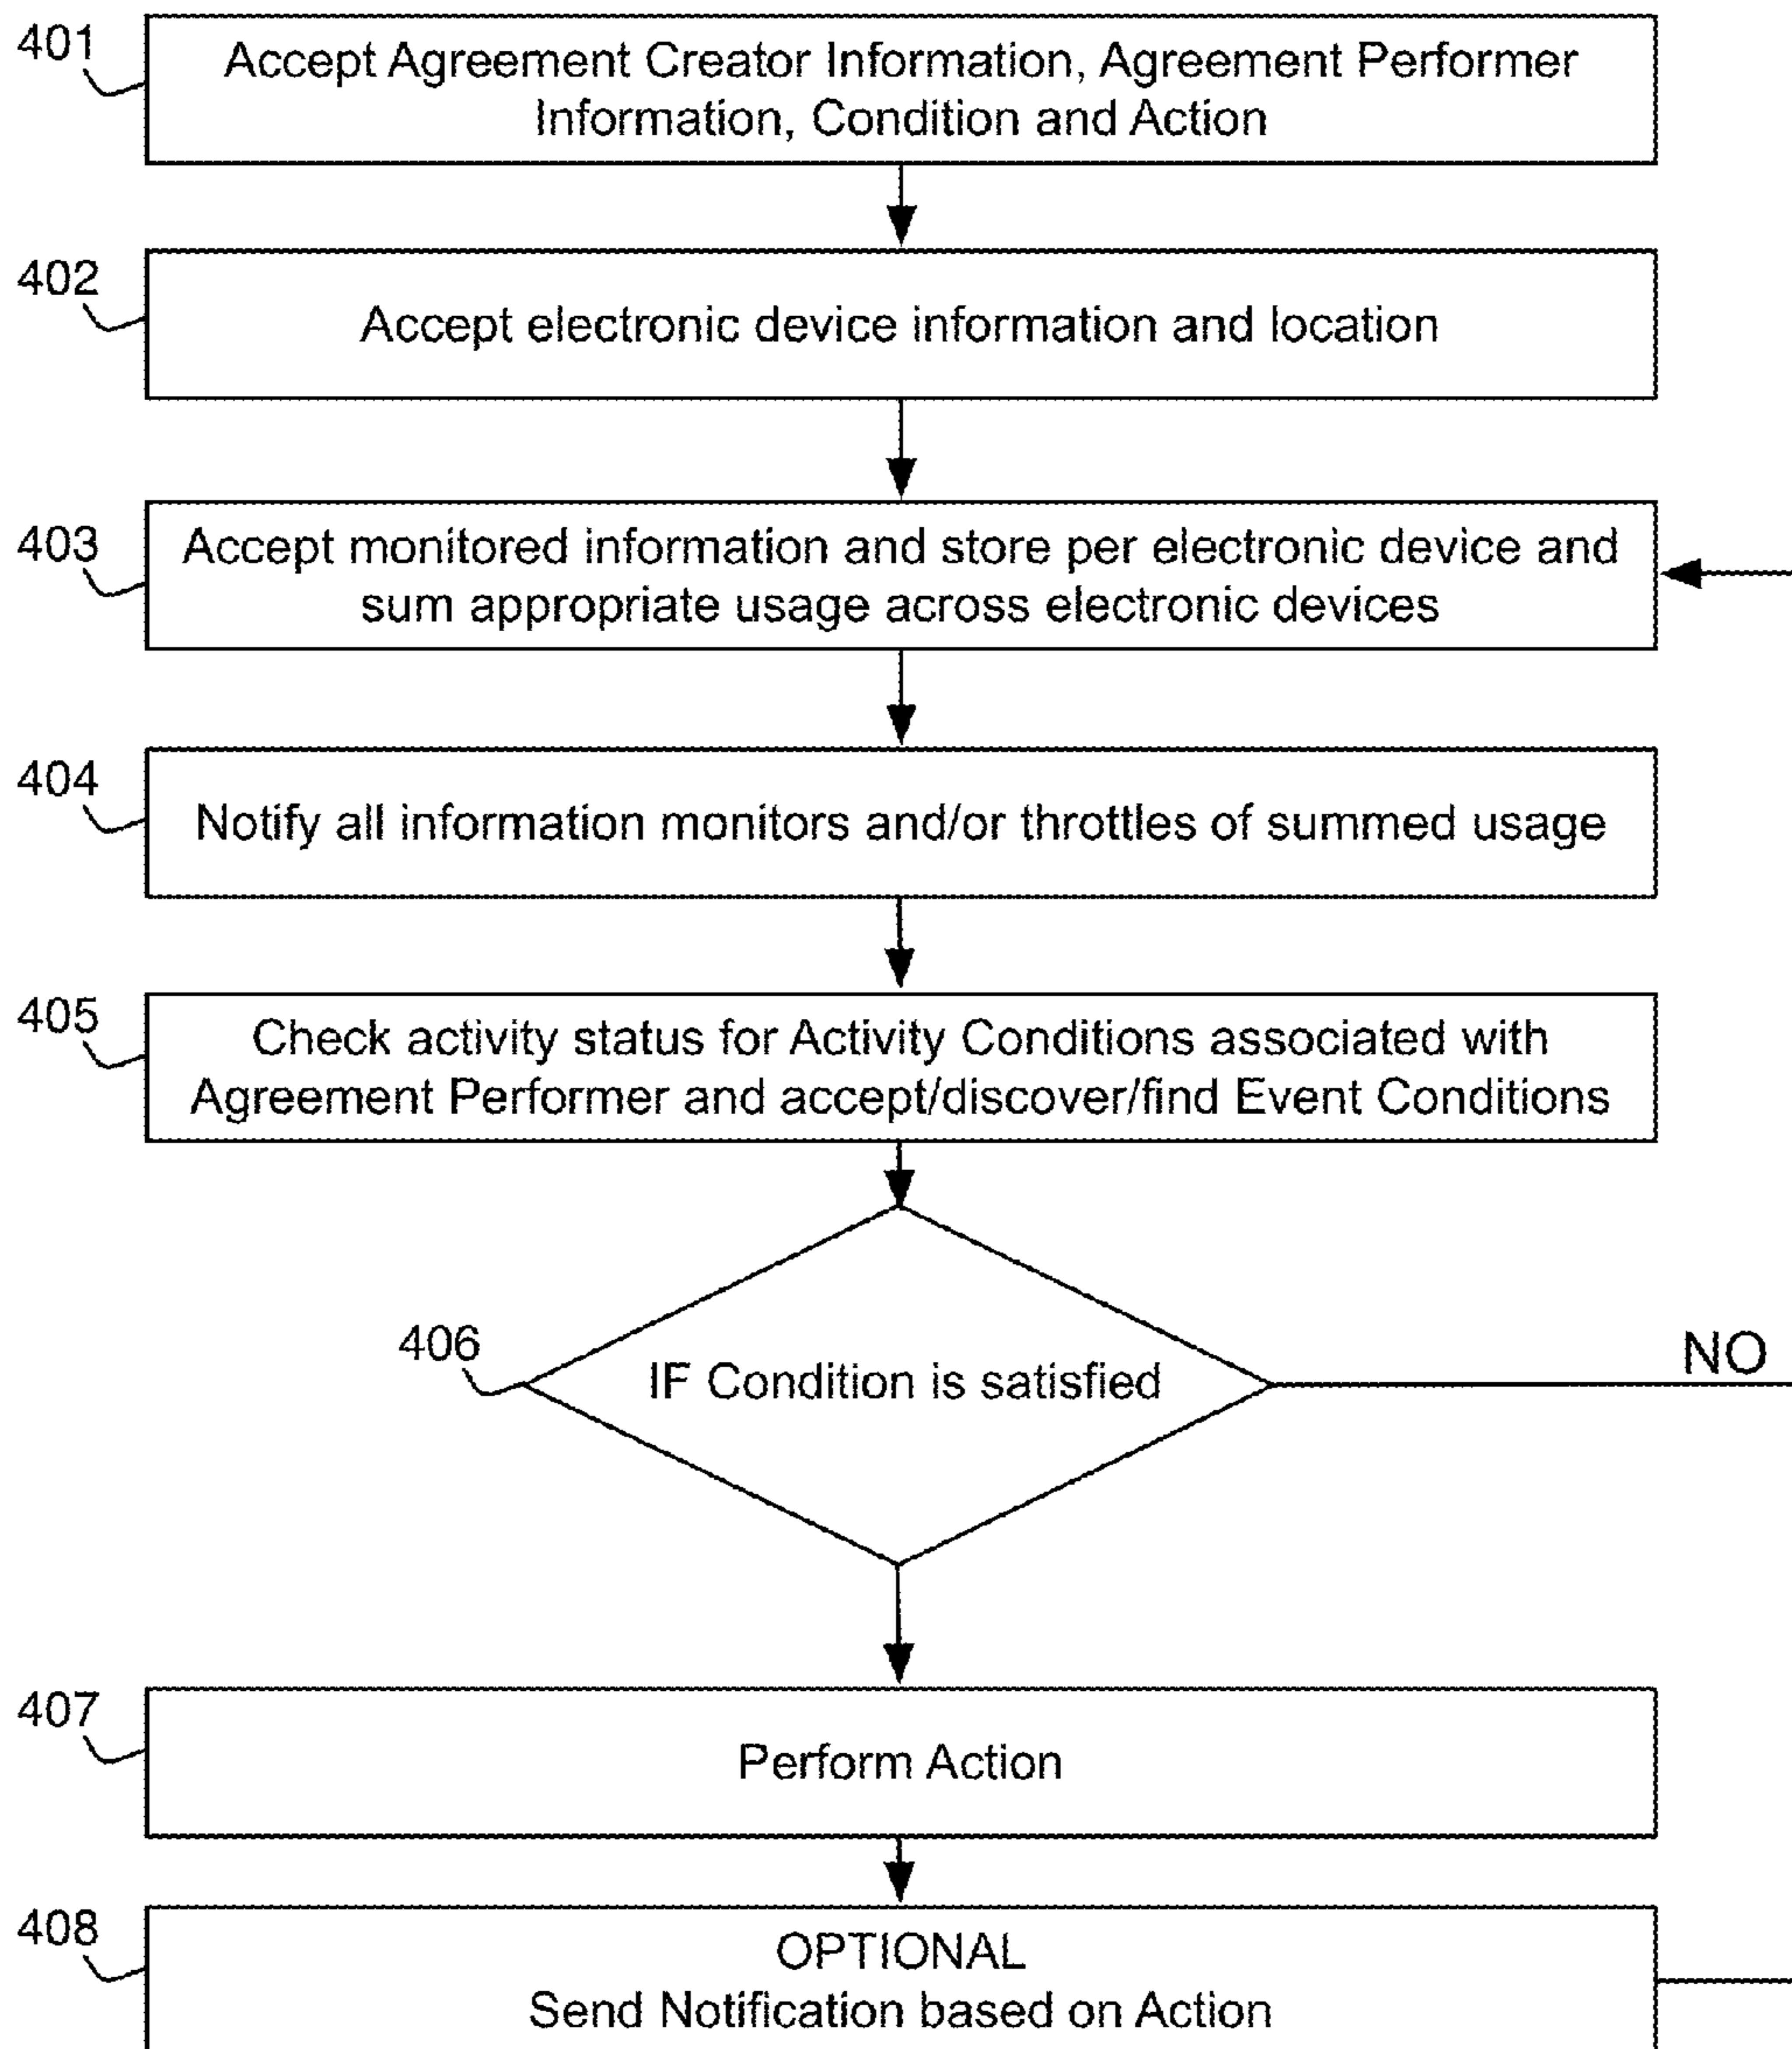 401
Accept Agreement Creator Information, Agreement Performer
Information, Condition and Action
402
Accept electronic device information and location
403
Accept monitored information and store per electronic device and
sum appropriate usage across electronic devices
404
Notify all information monitors and/or throttles of summed usage
405
Check activity status for Activity Conditions associated with
Agreement Performer and accept/discover/find Event Conditions
406
IF Condition is satisfied
NO
407
Perform Action
408
OPTIONAL
Send Notification based on Action